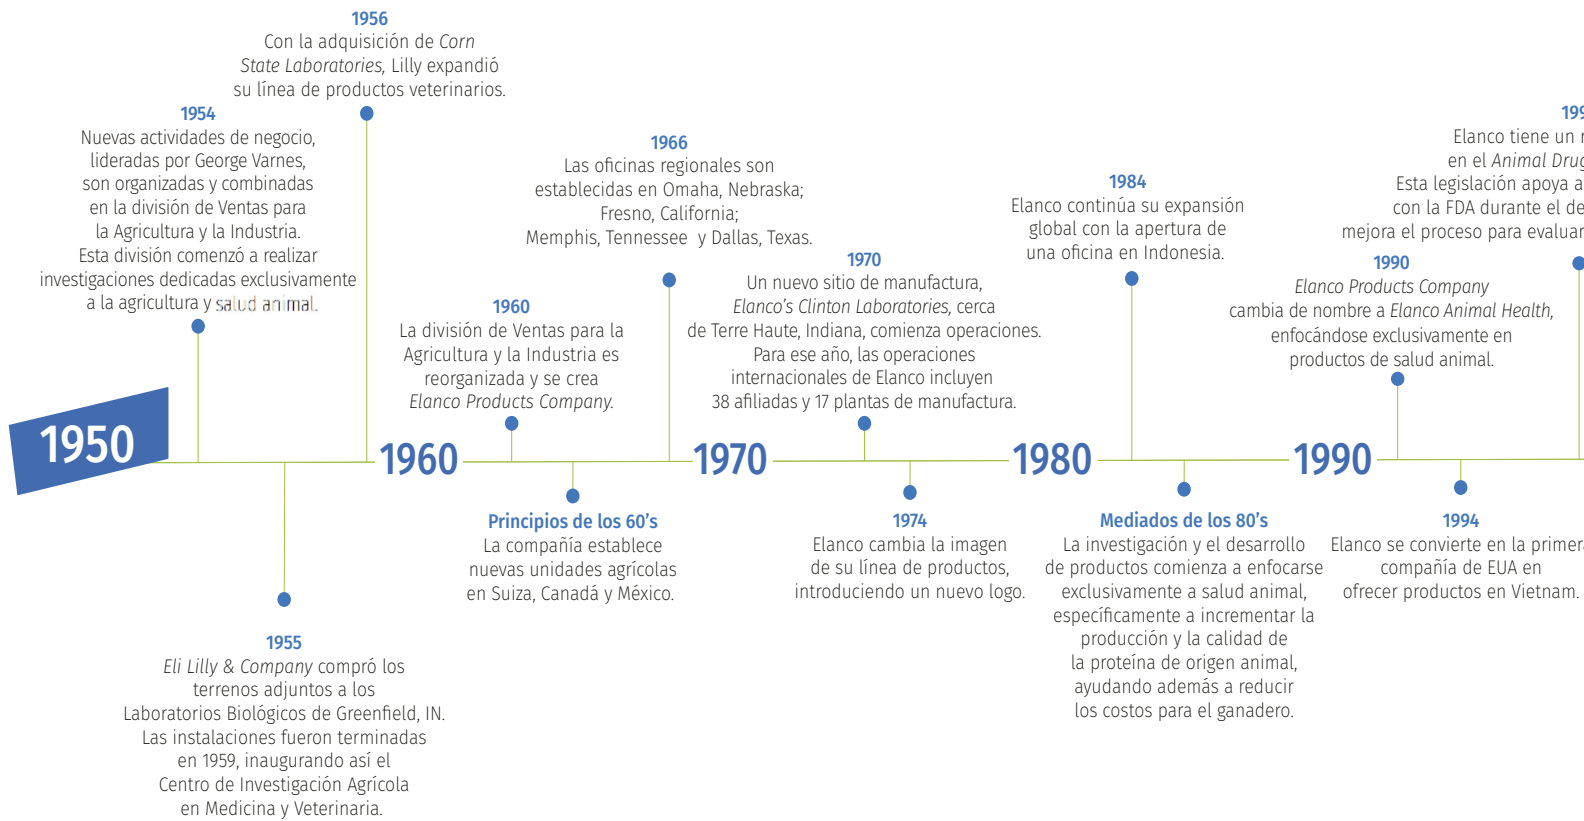 1956
Con la adquisición de Corn
State Laboratories, Lilly expandió
su línea de productos veterinarios.
1954
Nuevas actividades de negocio,
lideradas por George Varnes,
son organizadas y combinadas
en la división de Ventas para
la Agricultura y la Industria.
Esta división comenzó a realizar
investigaciones dedicadas exclusivamente
a la agricultura y salud animal.
1966
Las oficinas regionales son
establecidas en Omaha, Nebraska;
Fresno, California;
Memphis, Tennessee y Dallas, Texas.
1960
La división de Ventas para la
Agricultura y la Industria es
reorganizada y se crea
Elanco Products Company.
1970
Un nuevo sitio de manufactura,
Elanco's Clinton Laboratories, cerca
de Terre Haute, Indiana, comienza operaciones.
Para ese año, las operaciones
internacionales de Elanco incluyen
38 afiliadas y 17 plantas de manufactura.
1984
Elanco continúa su expansión
global con la apertura de
una oficina en Indonesia.
199
Elanco tiene un
en el Animal Drug
Esta legislación apoya a
con la FDA durante el de
mejora el proceso para evaluar
1990
Elanco Products Company
cambia de nombre a Elanco Animal Health,
enfocándose exclusivamente en
productos de salud animal.
1950
1960
1970
1980
1990
1955
Eli Lilly & Company compró los
terrenos adjuntos a los
Laboratorios Biológicos de Greenfield, IN.
Las instalaciones fueron terminadas
en 1959, inaugurando así el
Centro de Investigación Agrícola
en Medicina y Veterinaria.
Principios de los 60's
La compañía establece
nuevas unidades agrícolas
en Suiza, Canadá y México.
1974
Elanco cambia la imagen
de su línea de productos,
introduciendo un nuevo logo.
Mediados de los 80's
La investigación y el desarrollo
de productos comienza a enfocarse
exclusivamente a salud animal,
específicamente a incrementar la
producción y la calidad de
la proteína de origen animal,
ayudando además a reducir
los costos para el ganadero.
1994
Elanco se convierte en la primera
compañía de EUA en
ofrecer productos en Vietnam.